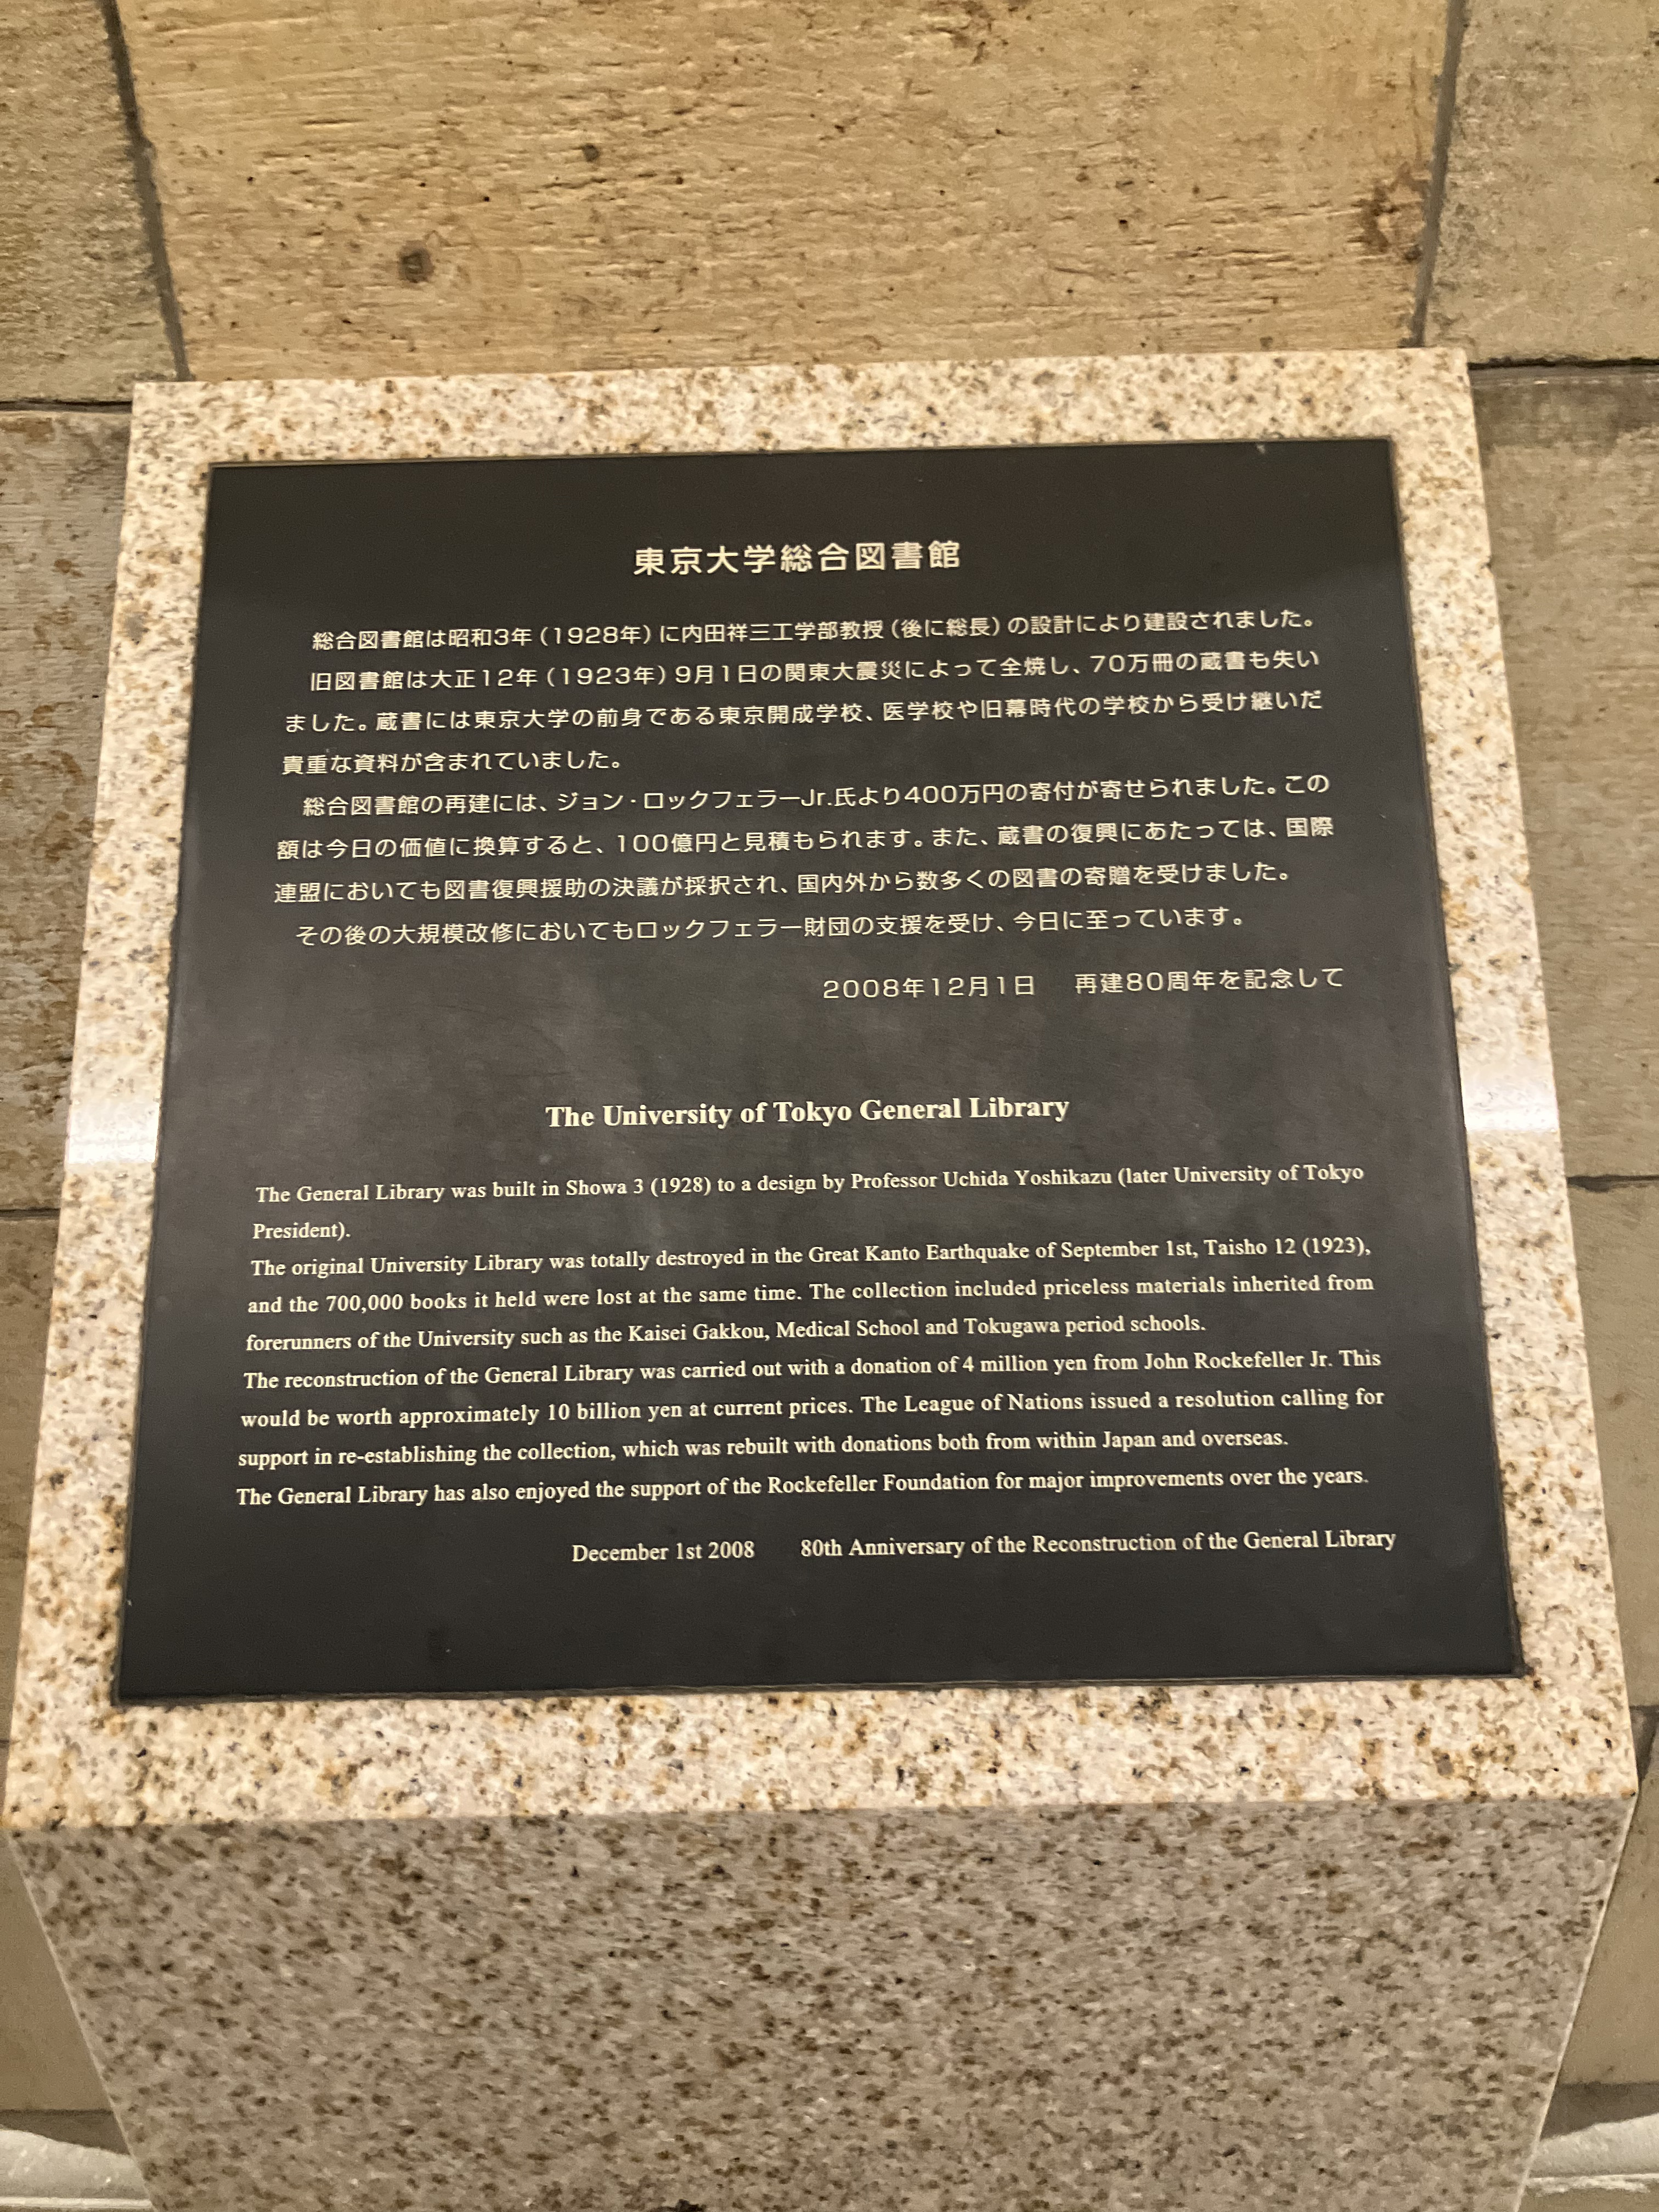 東京大学総合図書館
総合図書館は昭和3年(1928年)に内田祥三工学部教授(後に総長)の設計により建設されました。
旧図書館は大正12年(1923年)9月1日の関東大震災によって全焼し、70万冊の蔵書も失い
ました。蔵書には東京大学の前身である東京開成学校、医学校や旧幕時代の学校から受け継いだ
貴重な資料が含まれていました。
総合図書館の再建には、ジョン・ロックフェラーJr.氏より400万円の寄付が寄せられました。この
額は今日の価値に換算すると、100億円と見積もられます。また、蔵書の復興にあたっては、国際
連盟においても図書復興援助の決議が採択され、国内外から数多くの図書の寄贈を受けました。
その後の大規模改修においてもロックフェラー財団の支援を受け、今日に至っています。
2008年12月1日 再建80周年を記念して
The University of Tokyo General Library
The General Library was built in Showa 3 (1928) to a design by Professor Uchida Yoshikazu (later University of Tokyo
President).
The original University Library was totally destroyed in the Great Kanto Earthquake of September 1st, Taisho 12 (1923),
and the 700,000 books it held were lost at the same time. The collection included priceless materials inherited from
forerunners of the University such as the Kaisei Gakkou, Medical School and Tokugawa period schools.
The reconstruction of the General Library was carried out with a donation of 4 million yen from John Rockefeller Jr. This
would be worth approximately 10 billion yen at current prices. The League of Nations issued a resolution calling for
support in re-establishing the collection, which was rebuilt with donations both from within Japan and overseas.
The General Library has also enjoyed the support of the Rockefeller Foundation for major improvements over the years.
December 1st 2008 80th Anniversary of the Reconstruction of the General Library